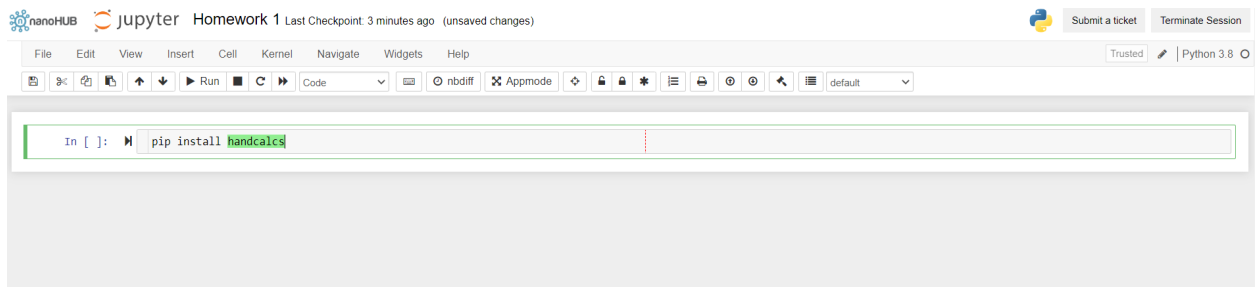 nanoHUB jupyter Homework 1 Last Checkpoint: 3 minutes ago (unsaved changes) Submit a ticket Terminate Session
File Edit View Insert Cell Kernel Navigate Widgets Help Trusted Python 3.8
Run Code nbdiff Appmode default
In [ ]: pip install handcalcs